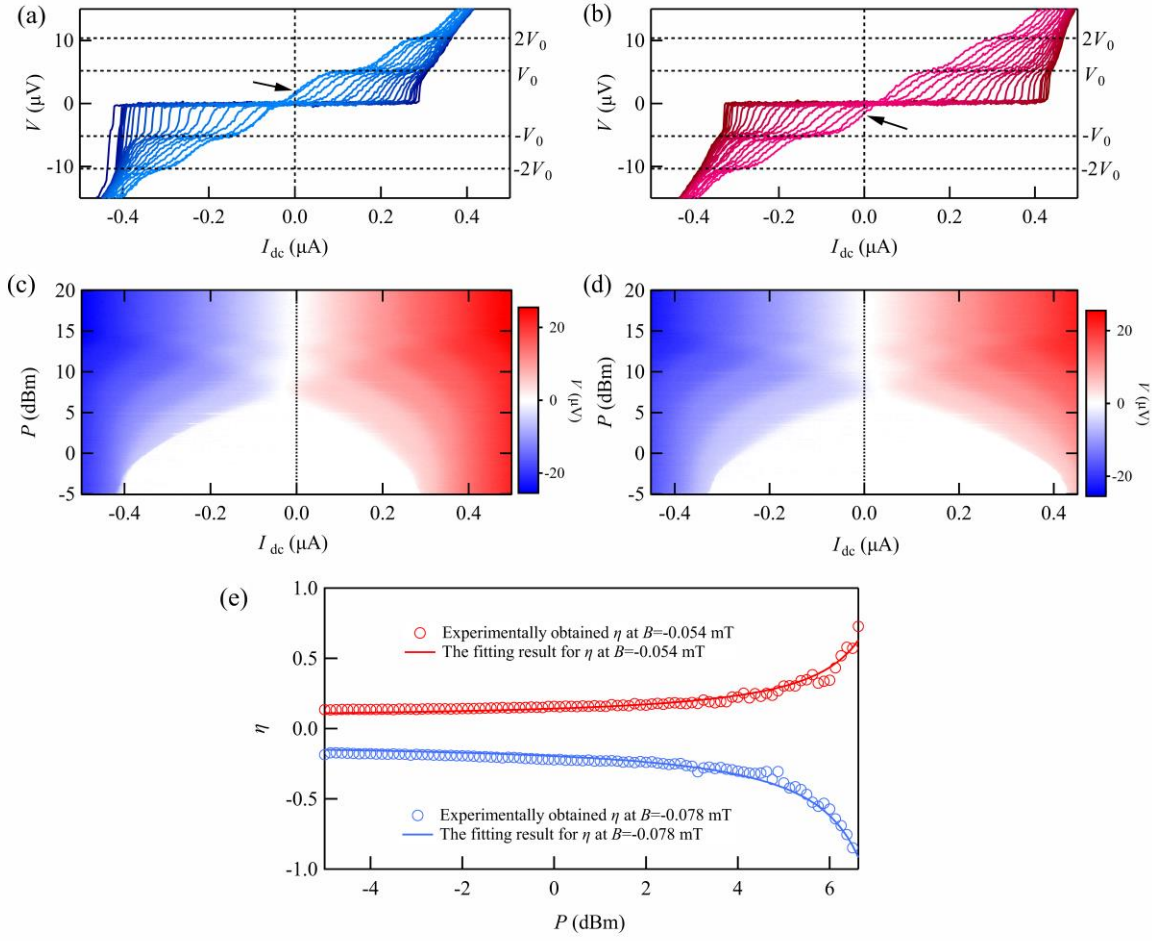 (a)
10
0
-10
V (μV)
2V0
V0
-V0
-2V0
-0.4
-0.2
0.0
0.2
0.4
Idc (μA)
(b)
10
0
-10
V (μV)
2V0
V0
-V0
-2V0
-0.4
-0.2
0.0
0.2
0.4
Idc (μA)
(c)
20
15
10
5
0
-5
P (dBm)
-0.4
-0.2
0.0
0.2
0.4
Idc (μA)
20
0
-20
V (μV)
(d)
20
15
10
5
0
-5
P (dBm)
-0.4
-0.2
0.0
0.2
0.4
Idc (μA)
20
0
-20
V (μV)
(e)
1.0
0.5
0.0
-0.5
-1.0
η
Experimentally obtained η at B=-0.054 mT
The fitting result for η at B=-0.054 mT
Experimentally obtained η at B=-0.078 mT
The fitting result for η at B=-0.078 mT
-4
-2
0
2
4
6
P (dBm)